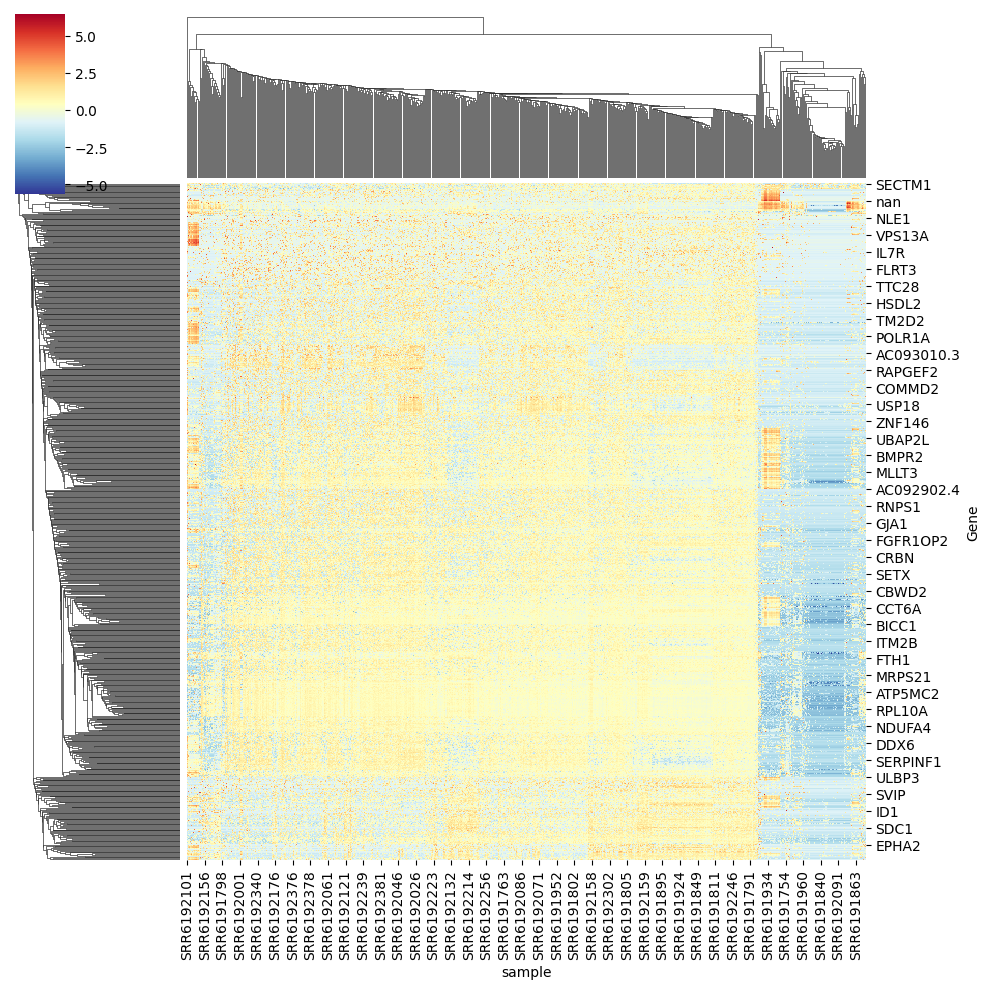 5.0
2.5
0.0
−2.5
−5.0
SECTM1
nan
NLE1
VPS13A
IL7R
FLRT3
TTC28
HSDL2
TM2D2
POLR1A
AC093010.3
RAPGEF2
COMMD2
USP18
ZNF146
UBAP2L
BMPR2
MLLT3
AC092902.4
RNPS1
GJA1
FGFR1OP2
CRBN
SETX
CBWD2
CCT6A
BICC1
ITM2B
FTH1
MRPS21
ATP5MC2
RPL10A
NDUFA4
DDX6
SERPINF1
ULBP3
SVIP
ID1
SDC1
EPHA2
Gene
SRR6192101
SRR6192156
SRR6191798
SRR6192001
SRR6192340
SRR6192176
SRR6192376
SRR6192378
SRR6192061
SRR6192121
SRR6192239
SRR6192381
SRR6192046
SRR6192026
SRR6192223
SRR6192132
SRR6192214
SRR6192256
SRR6191763
SRR6192086
SRR6192071
SRR6191952
SRR6191802
SRR6192158
SRR6192302
SRR6191805
SRR6192159
SRR6191895
SRR6191924
SRR6191849
SRR6191811
SRR6192246
SRR6191791
SRR6191934
SRR6191754
SRR6191960
SRR6191840
SRR6192091
SRR6191863
sample